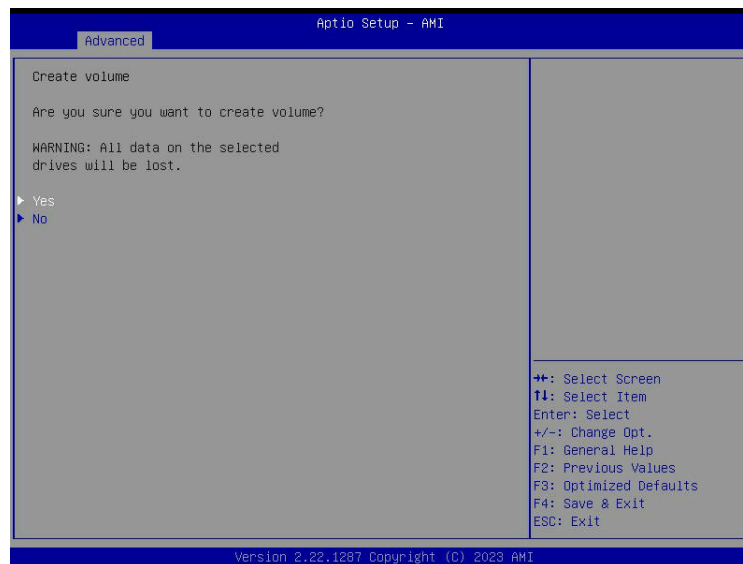 Aptio Setup - AMI
Advanced
Create volume
Are you sure you want to create volume?
WARNING: All data on the selected
drives will be lost.
Yes
No
→←: Select Screen
↑↓: Select Item
Enter: Select
+/-: Change Opt.
F1: General Help
F2: Previous Values
F3: Optimized Defaults
F4: Save & Exit
ESC: Exit
Version 2.22.1287 Copyright (C) 2023 AMI